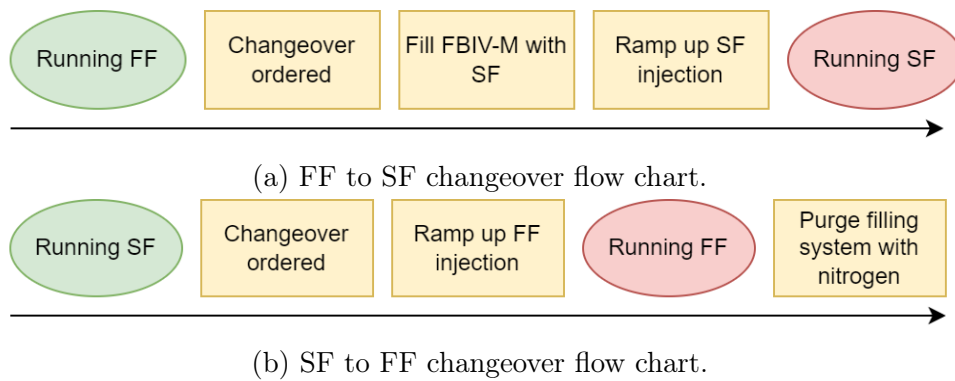 Running FF
Changeover
ordered
Fill FBIV-M with
SF
Ramp up SF
injection
Running SF
(a) FF to SF changeover flow chart.
Running SF
Changeover
ordered
Ramp up FF
injection
Running FF
Purge filling
system with
nitrogen
(b) SF to FF changeover flow chart.